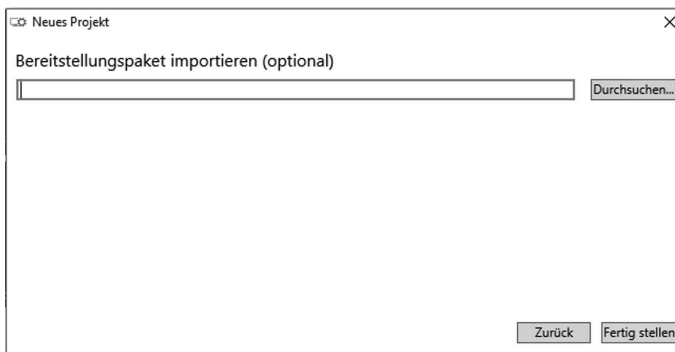 Neues Projekt
Bereitstellungspaket importieren (optional)
Durchsuchen...
Zurück
Fertig stellen